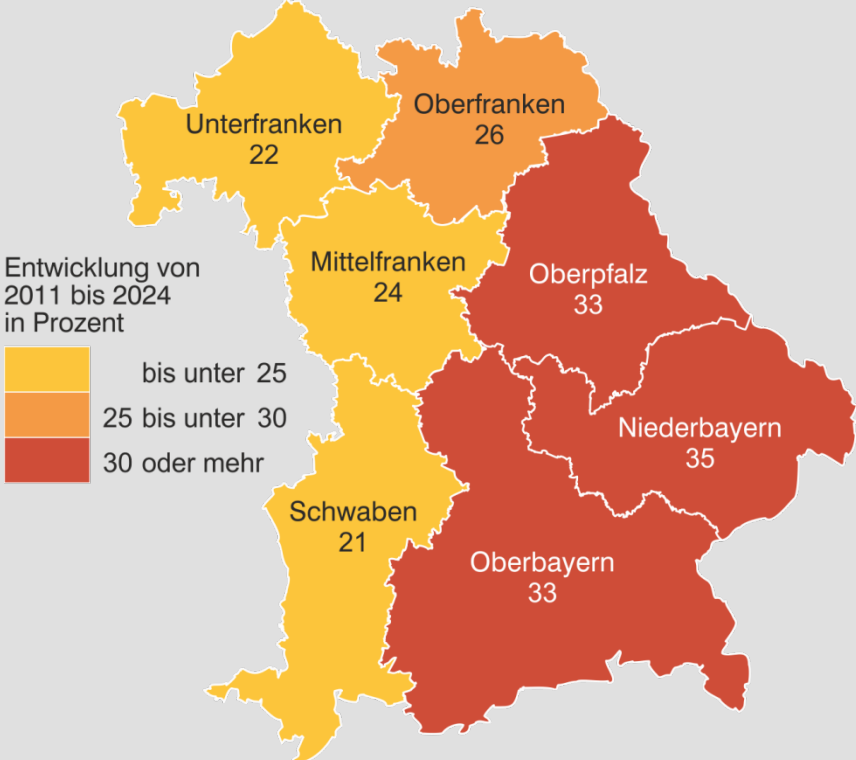 Oberfranken
26
Unterfranken
22
Mittelfranken
24
Oberpfalz
33
Entwicklung von
2011 bis 2024
in Prozent
bis unter 25
25 bis unter 30
30 oder mehr
Niederbayern
35
Schwaben
21
Oberbayern
33